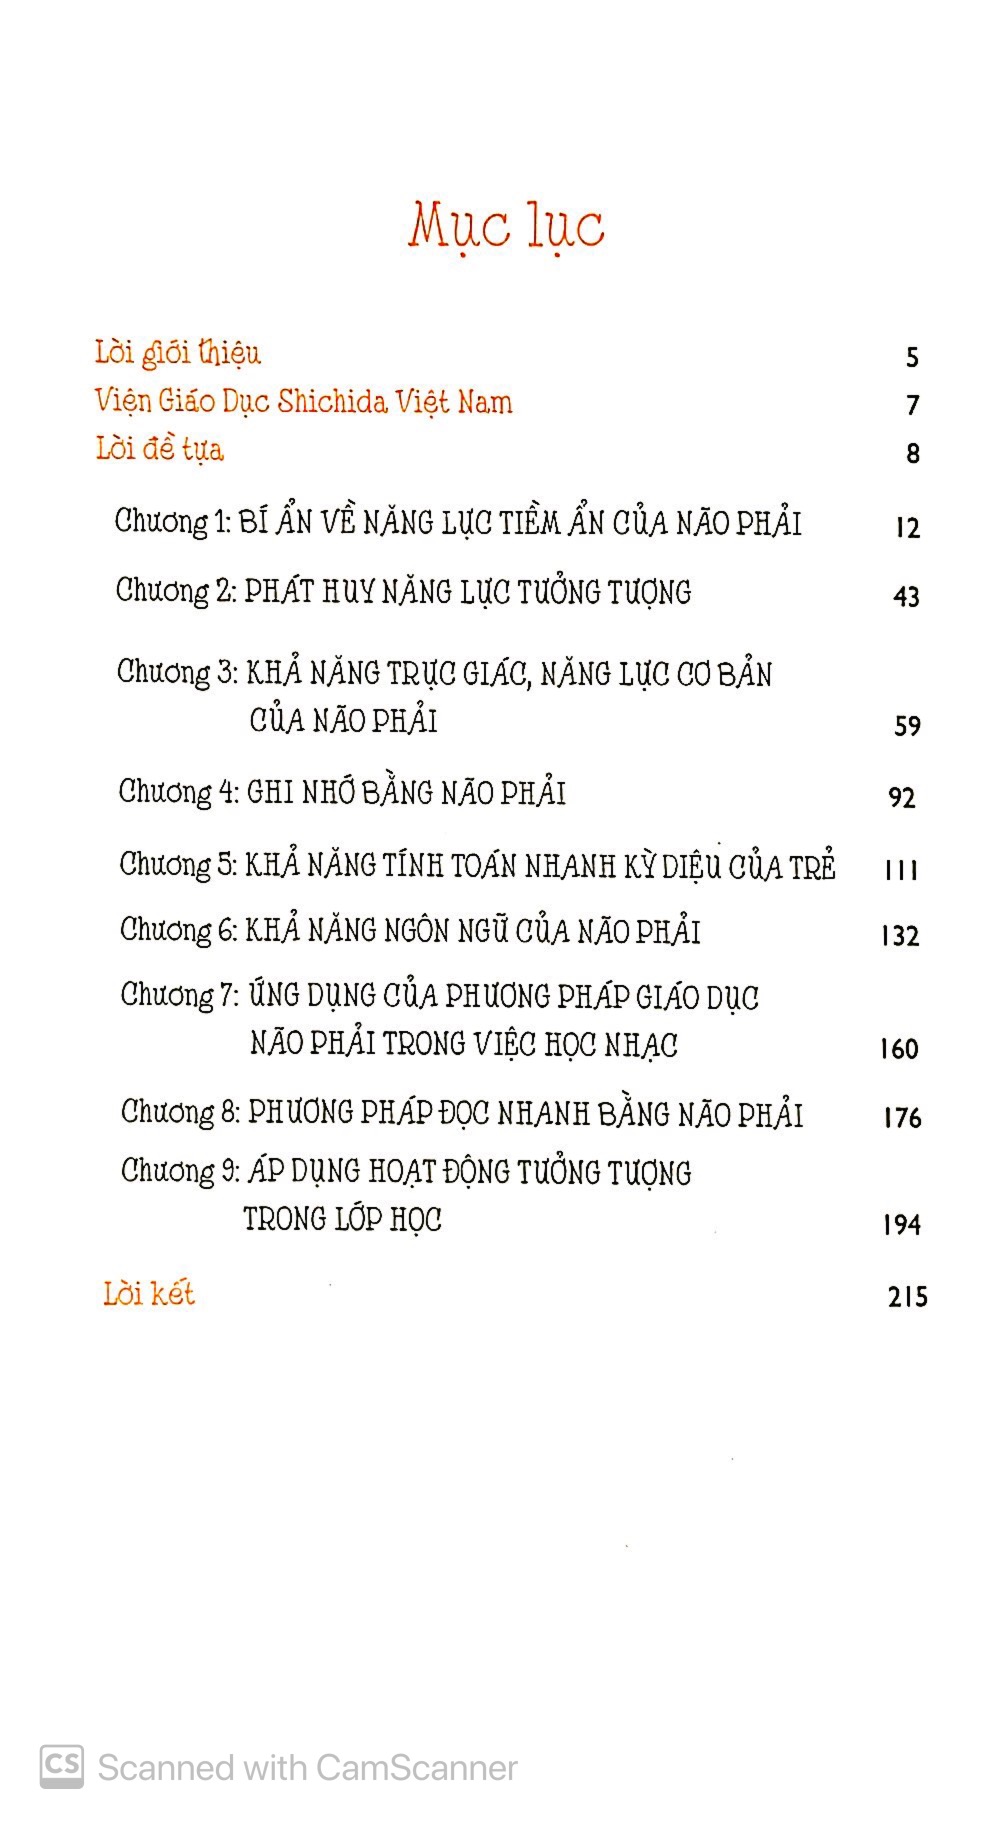 Mục lục
Lời giới thiệu 5
Viện Giáo Dục Shichida Việt Nam 7
Lời đề tựa 8
Chương 1: BÍ ẨN VỀ NĂNG LỰC TIỀM ẨN CỦA NÃO PHẢI 12
Chương 2: PHÁT HUY NĂNG LỰC TƯỞNG TƯỢNG 43
Chương 3: KHẢ NĂNG TRỰC GIÁC, NĂNG LỰC CƠ BẢN
CỦA NÃO PHẢI 59
Chương 4: GHI NHỚ BẰNG NÃO PHẢI 92
Chương 5: KHẢ NĂNG TÍNH TOÁN NHANH KỲ DIỆU CỦA TRẺ 111
Chương 6: KHẢ NĂNG NGÔN NGỮ CỦA NÃO PHẢI 132
Chương 7: ỨNG DỤNG CỦA PHƯƠNG PHÁP GIÁO DỤC
NÃO PHẢI TRONG VIỆC HỌC NHẠC 160
Chương 8: PHƯƠNG PHÁP ĐỌC NHANH BẰNG NÃO PHẢI 176
Chương 9: ÁP DỤNG HOẠT ĐỘNG TƯỞNG TƯỢNG
TRONG LỚP HỌC 194
Lời kết 215
CS Scanned with CamScanner